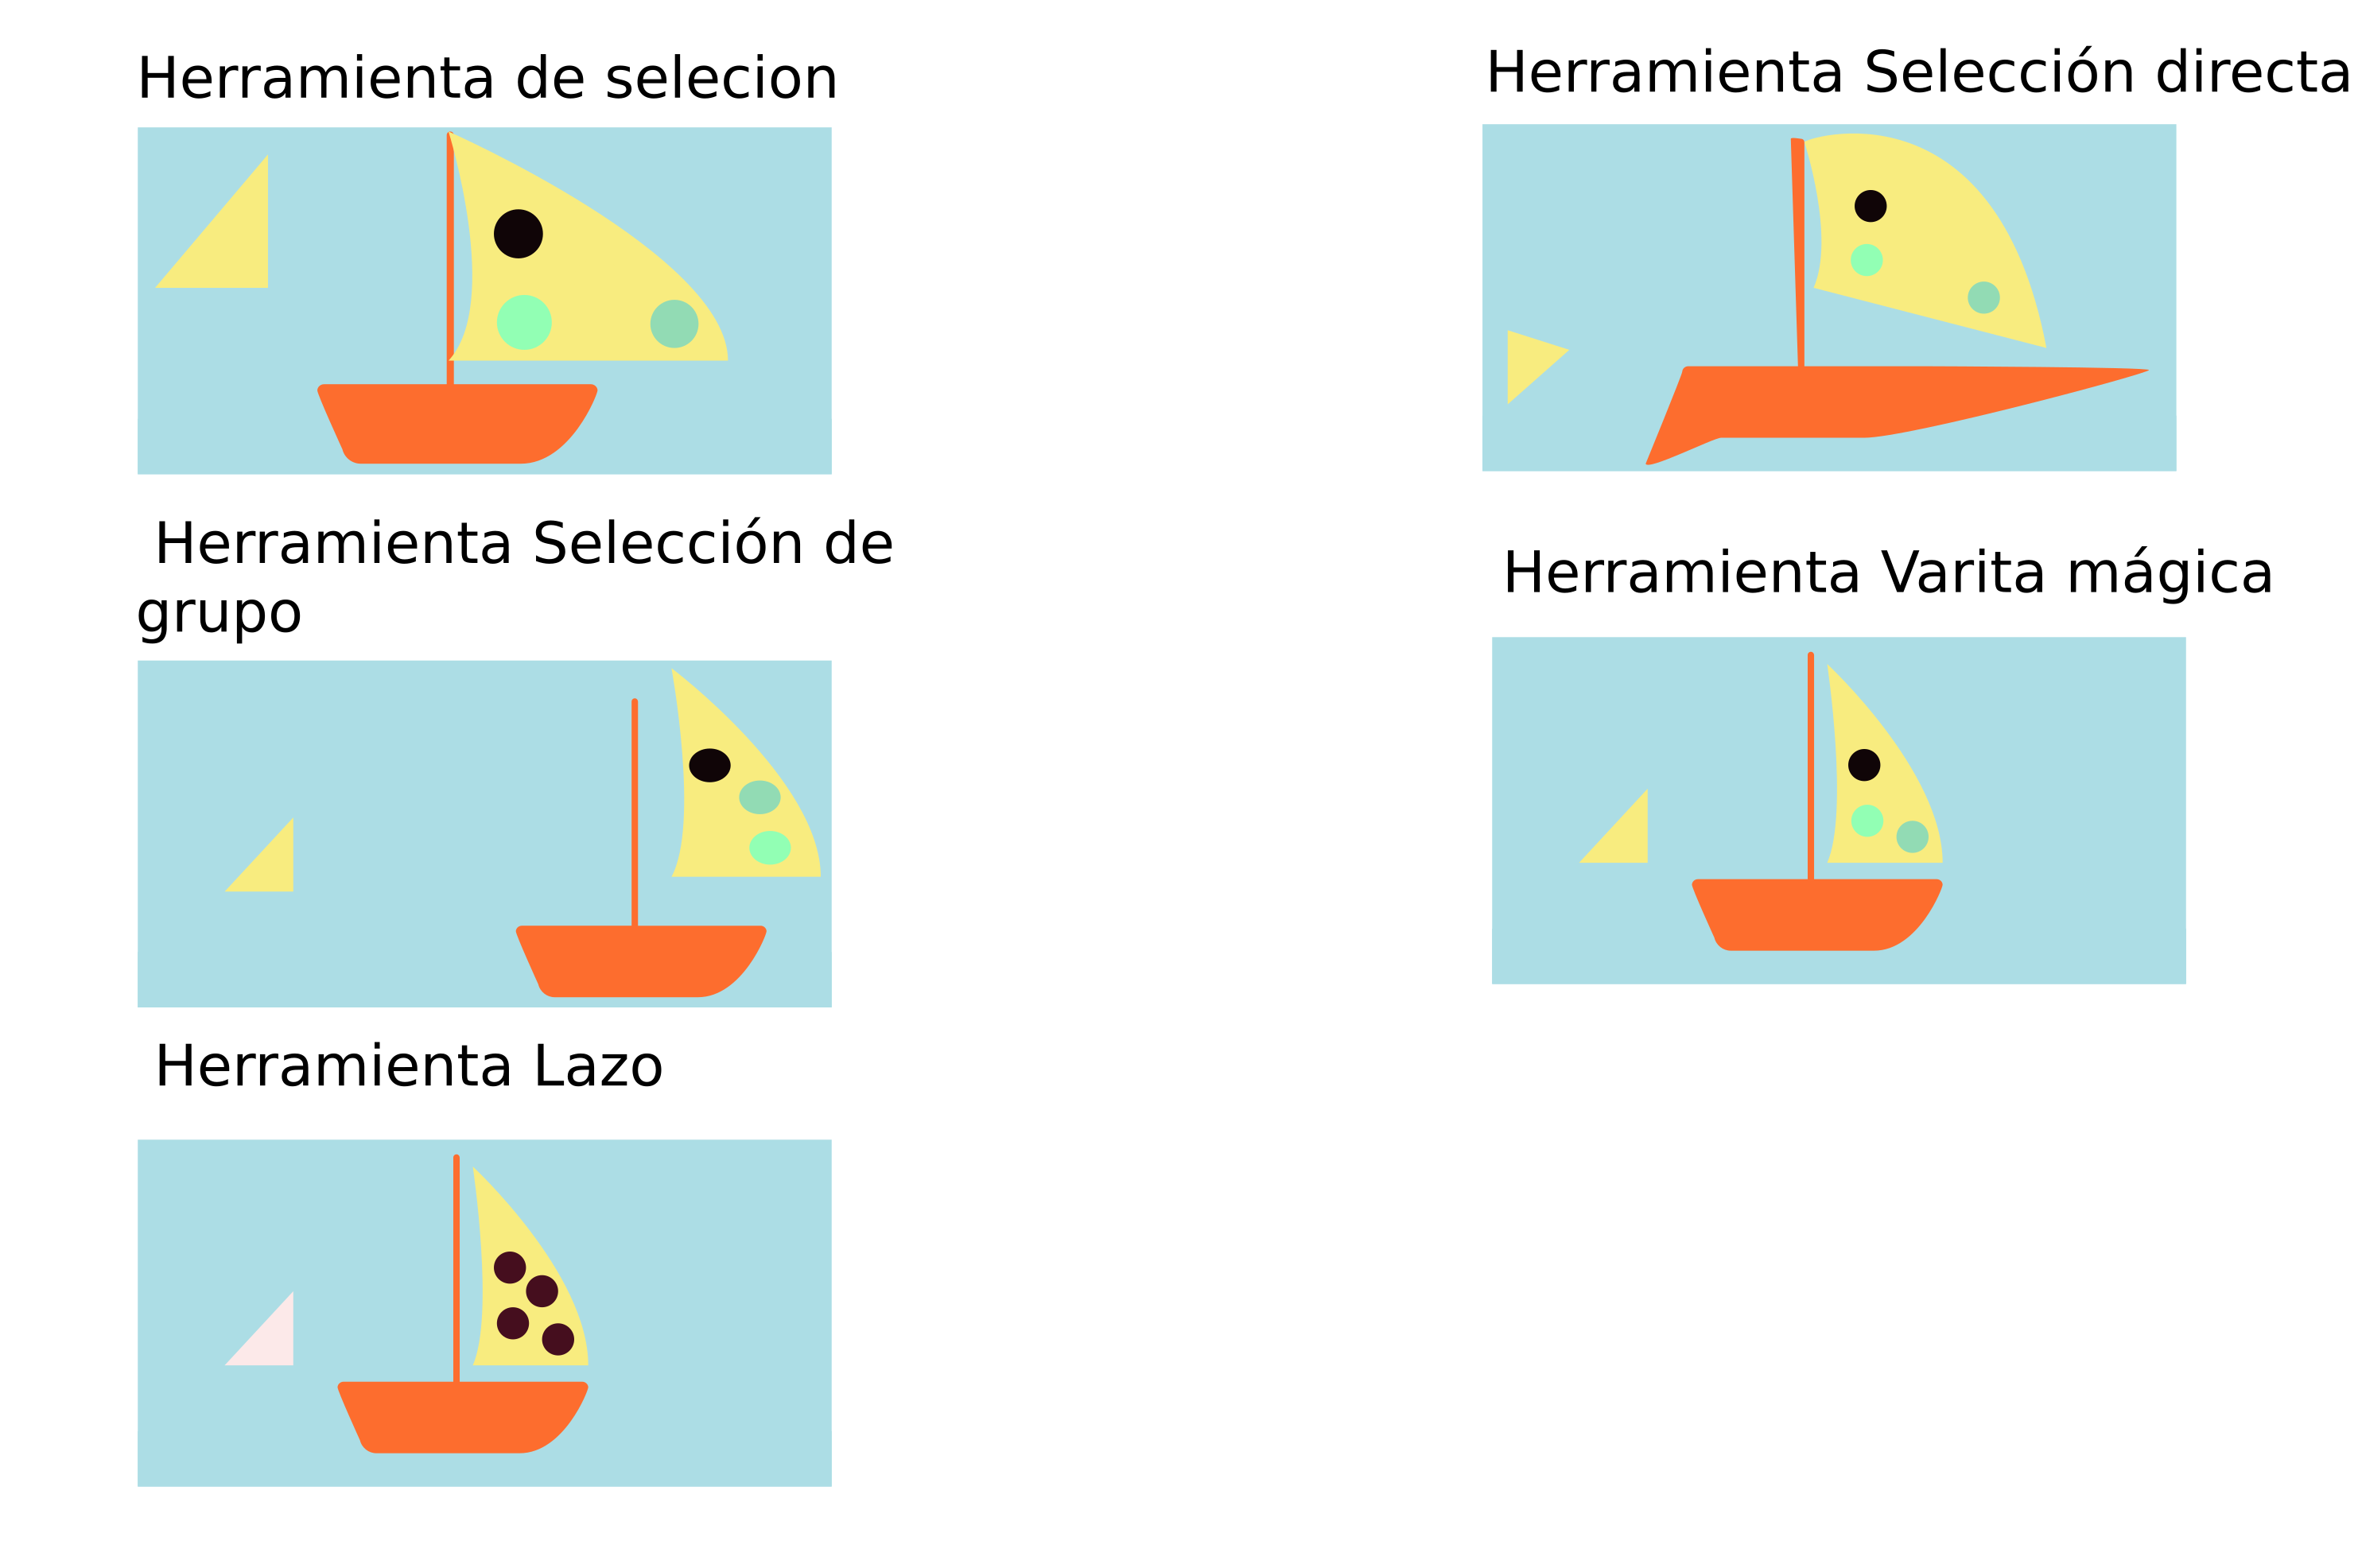 Herramienta de selecion
Herramienta Selección directa
Herramienta Selección de
grupo
Herramienta Varita mágica
Herramienta Lazo